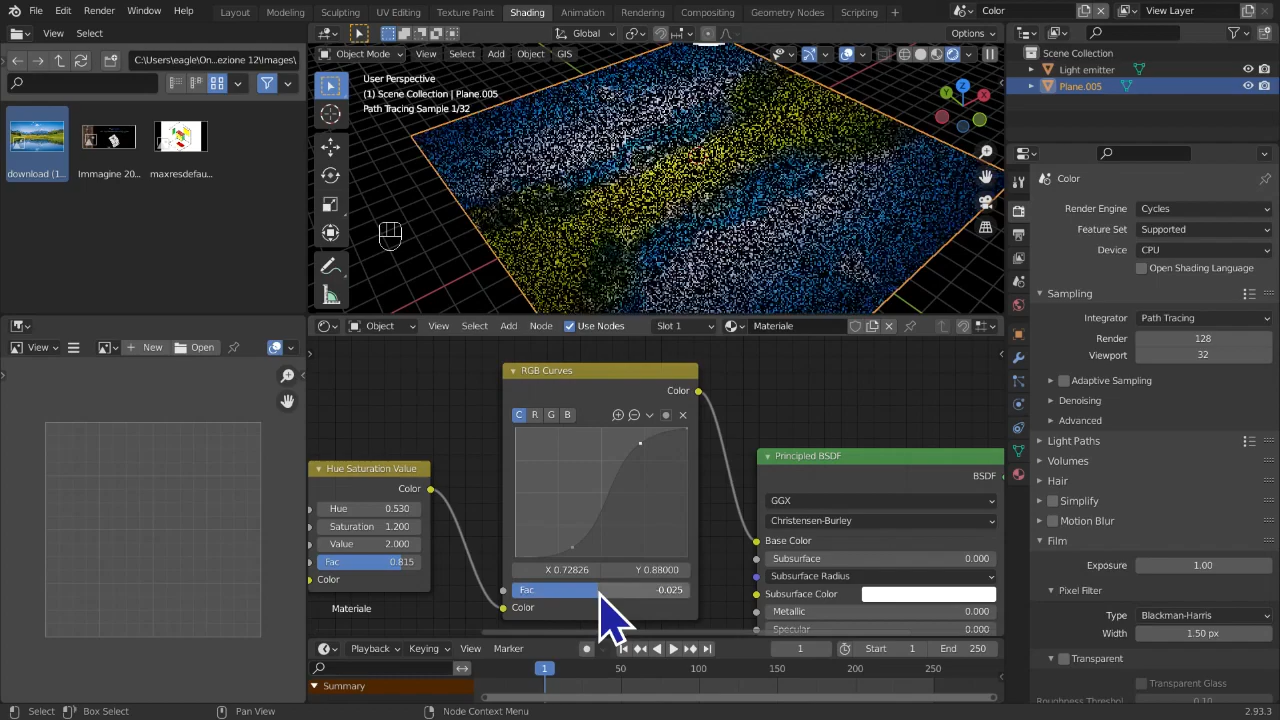 File Edit Render Window Help Layout Modeling Sculpting UV Editing Texture Paint Shading Animation Rendering Compositing Geometry Nodes Scripting Color View Layer
View Select
C:\Users\eagle\On...ezione 12\Images\
download (1...
Immagine 20...
maxresdefau...
Global
Options
Object Mode View Select Add Object GIS
User Perspective
(1) Scene Collection | Plane.005
Path Tracing Sample 1/32
Scene Collection
Light emitter
Plane.005
Color
Render Engine Cycles
Feature Set Supported
Device CPU
Open Shading Language
Sampling
Integrator Path Tracing
Render 128
Viewport 32
Adaptive Sampling
Denoising
Advanced
Light Paths
Volumes
Hair
Simplify
Motion Blur
Film
Exposure 1.00
Pixel Filter
Type Blackman-Harris
Width 1.50 px
Transparent
Transparent Glass
Roughness Threshol. 0.10
View New Open
Object View Select Add Node Use Nodes Slot 1 Materiale
RGB Curves
Color
C R G B
X 0.72826 Y 0.88000
Fac -0.025
Color
Hue Saturation Value
Color
Hue 0.530
Saturation 1.200
Value 2.000
Fac 0.815
Color
Materiale
Principled BSDF
BSDF
GGX
Christensen-Burley
Base Color
Subsurface 0.000
Subsurface Radius
Subsurface Color
Metallic 0.000
Specular 0.000
Playback Keying View Marker 1 Start 1 End 250
1 50 100 150 200 250
Summary
Select Box Select Pan View Node Context Menu 2.93.3